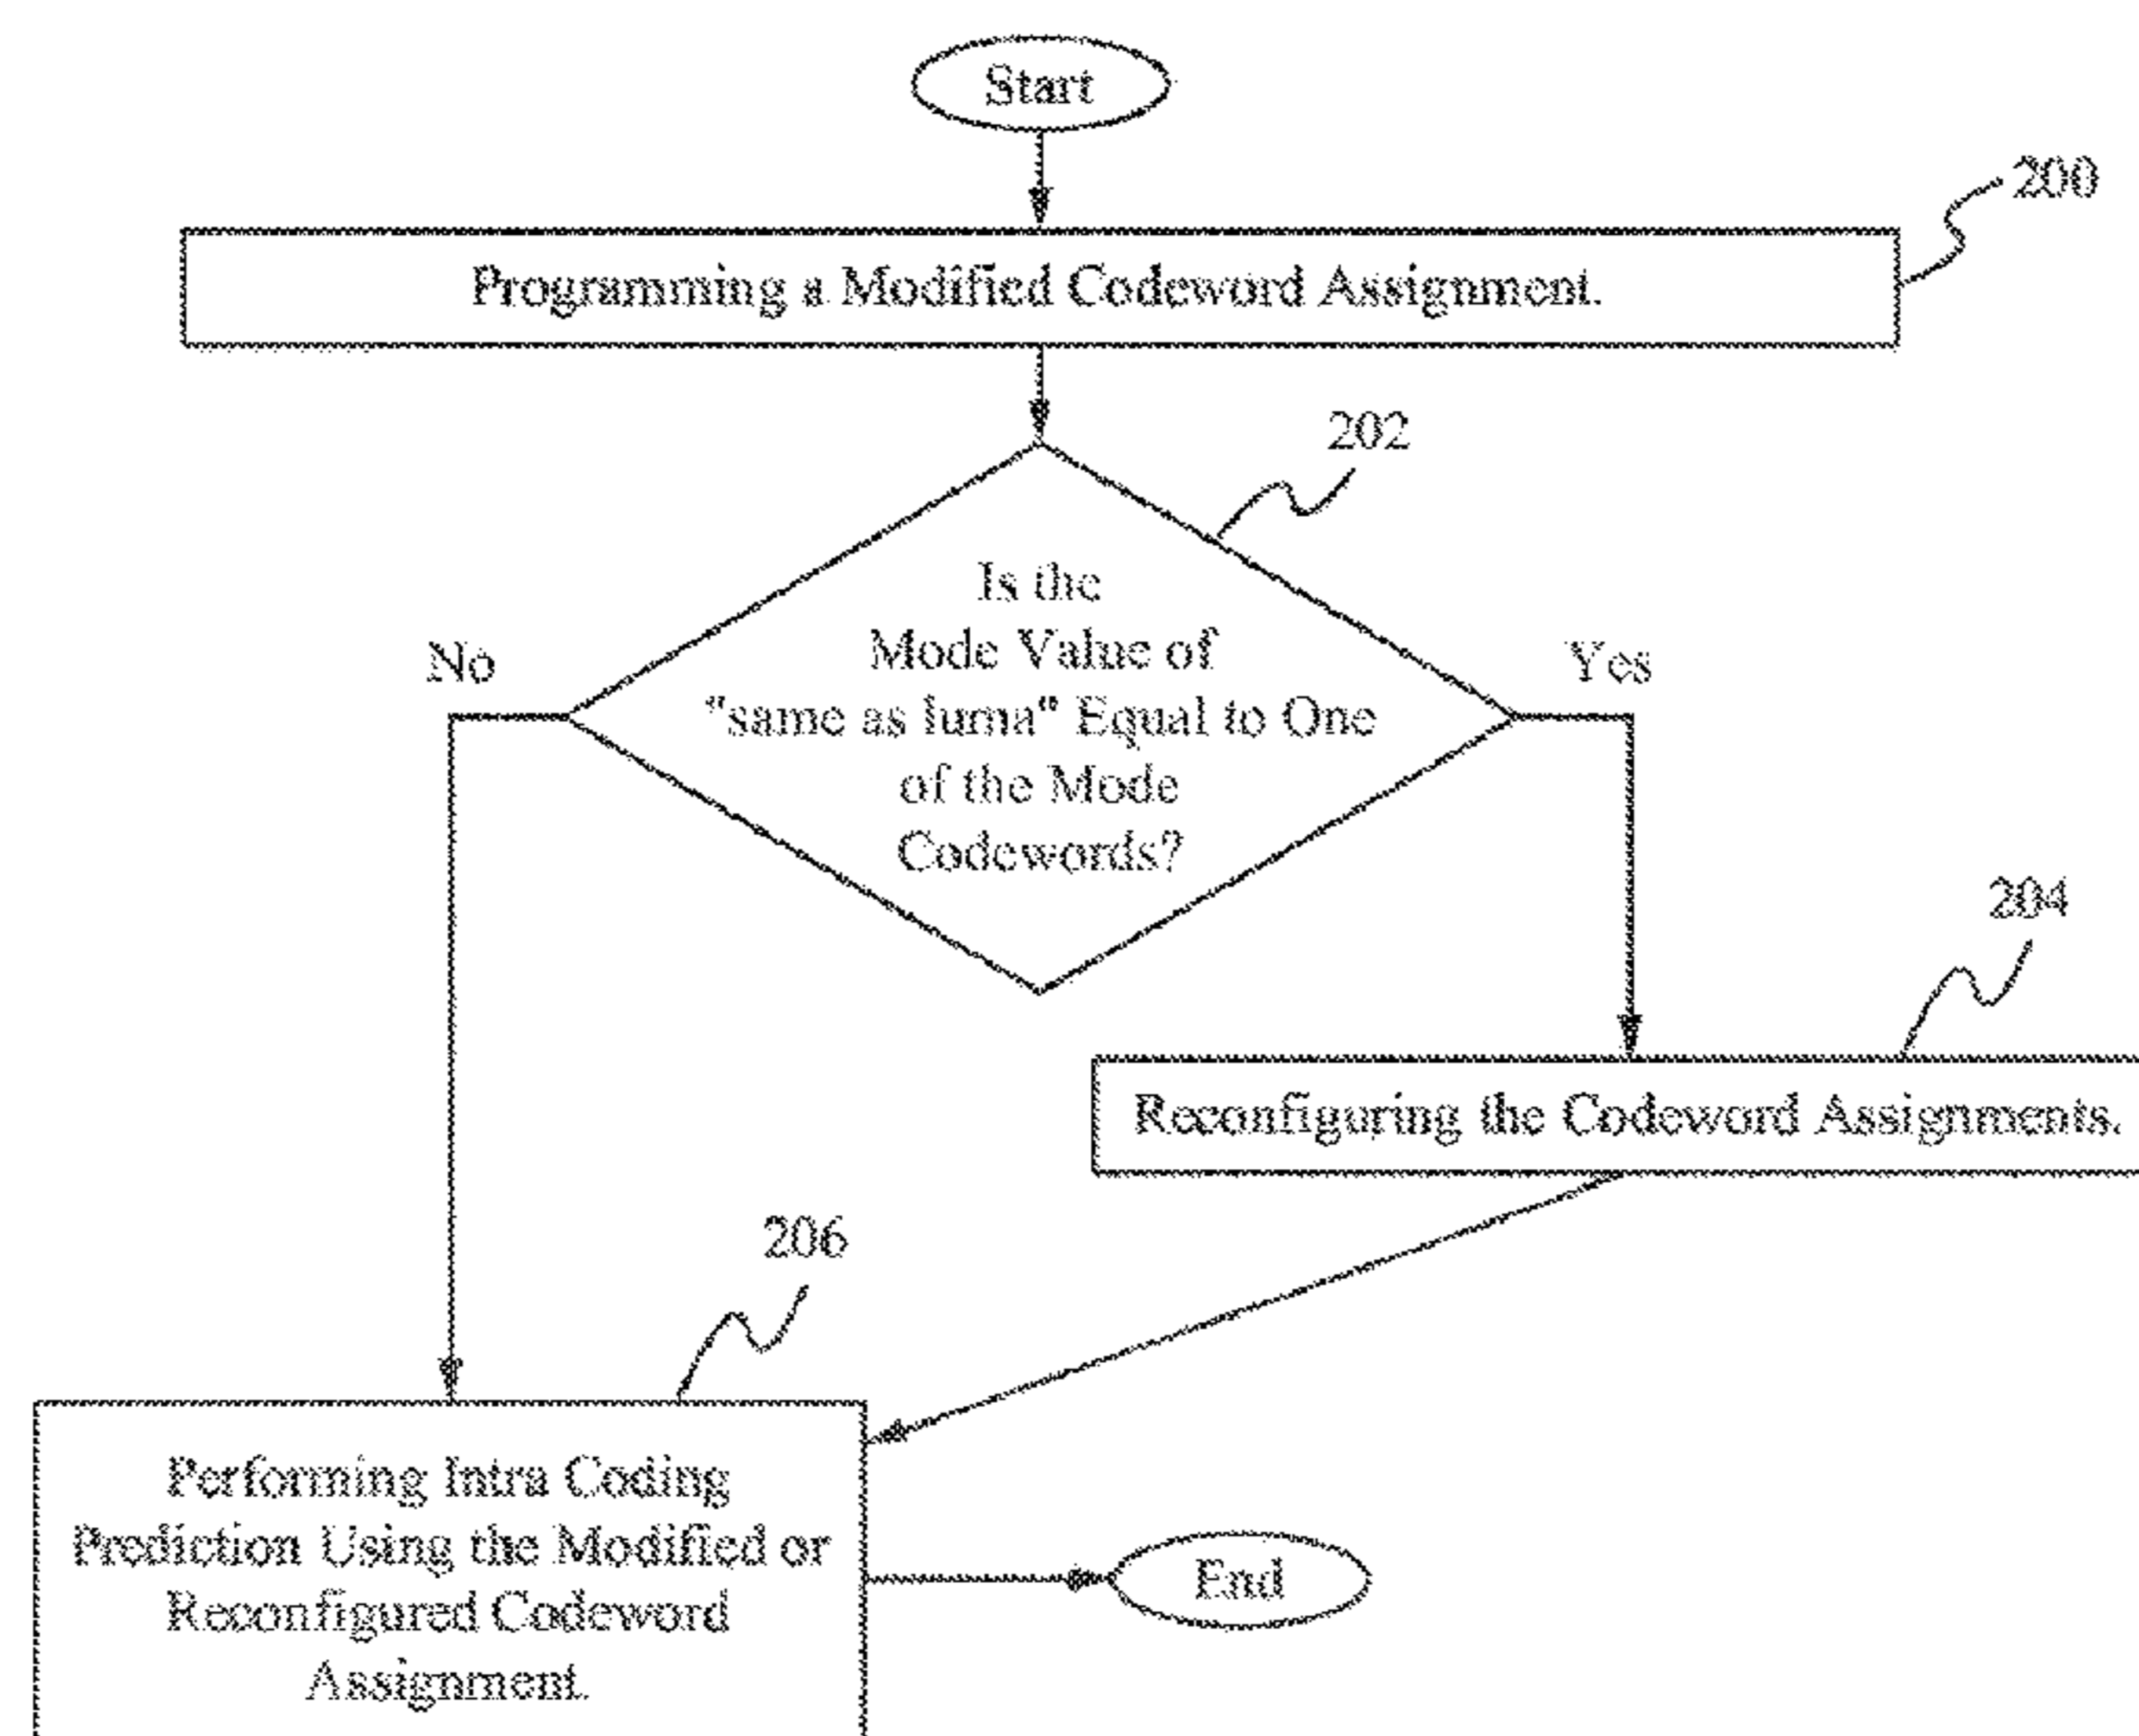 Start
200
Programming a Modified Codeword Assignment.
202
Is the
Mode Value of
"same as luma" Equal to One
of the Mode
Codewords?
No
Yes
204
Reconfiguring the Codeword Assignments.
206
Performing Intra Coding
Prediction Using the Modified or
Reconfigured Codeword
Assignment.
End